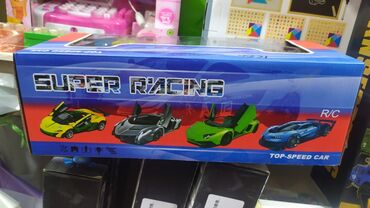 SUPER RACING
R/C
TOP-SPEED CAR